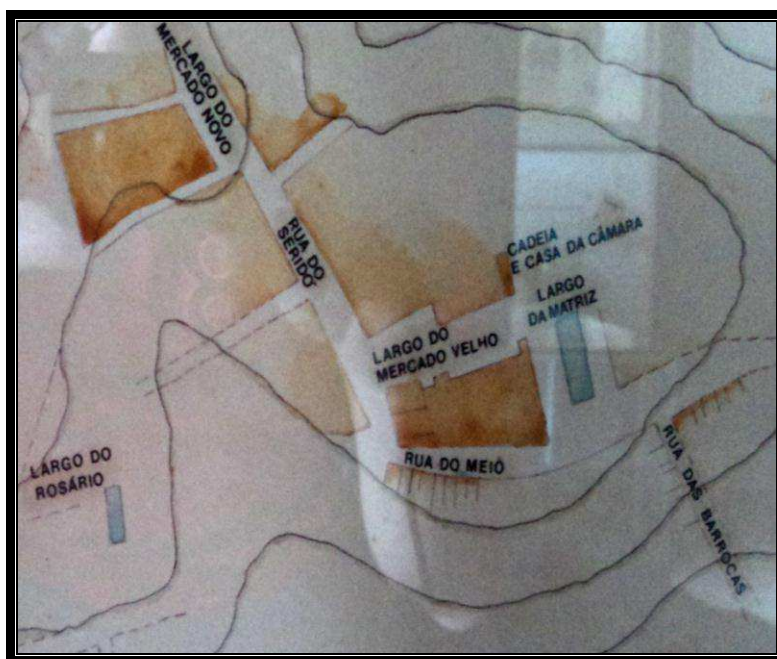 LARGO DO
MERCADO NOVO
RUA DO
SERIDÓ
CADEIA
E CASA DA CÂMARA
LARGO
DA MATRIZ
LARGO DO
MERCADO VELHO
RUA DO MEIO
LARGO DO
ROSÁRIO
RUA DAS BARROCAS